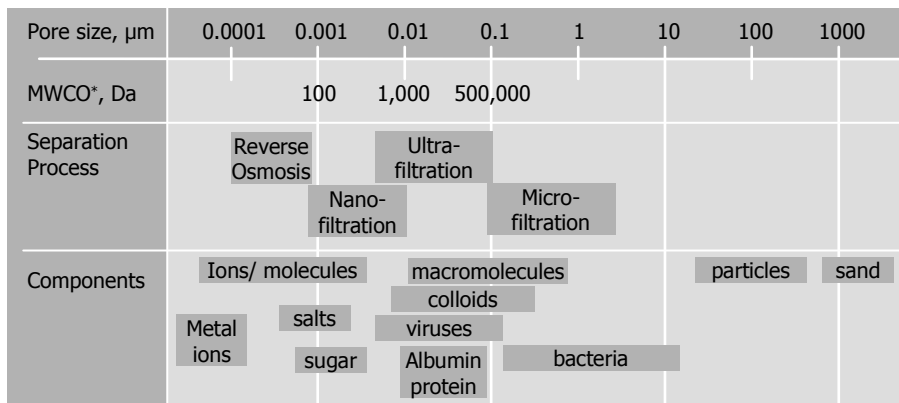 Pore size, µm 0.0001 0.001 0.01 0.1 1 10 100 1000
MWCO*, Da 100 1,000 500,000
Separation
Process
Reverse
Osmosis
Ultra-
filtration
Nano-
filtration
Micro-
filtration
Components
Ions/ molecules
macromolecules
particles
sand
colloids
salts
viruses
Metal
ions
sugar
Albumin
protein
bacteria